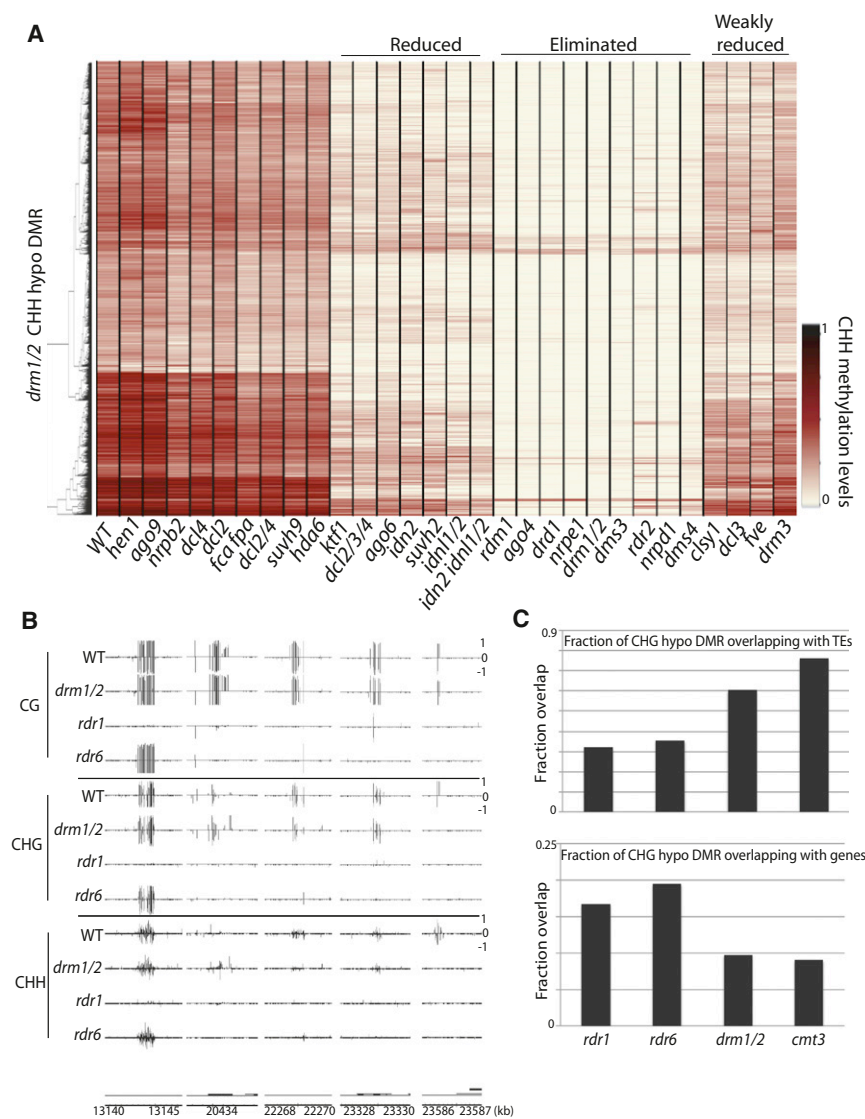 A
Reduced
Eliminated
Weakly
reduced
drm1/2 CHH hypo DMR
1
0
CHH methylation levels
WT
hen1
ago9
nrpb2
dcl4
dcl2
fca fpa
dcl2/4
suvh9
hda6
ktf1
dcl2/3/4
ago6
idn2
suvh2
idnl1/2
idn2 idnl1/2
rdm1
ago4
drd1
nrpe1
drm1/2
dms3
rdr2
nrpd1
dms4
clsy1
dcl3
fve
drm3
B
CG
WT
drm1/2
rdr1
rdr6
1
0
-1
CHG
WT
drm1/2
rdr1
rdr6
1
0
-1
CHH
WT
drm1/2
rdr1
rdr6
1
0
-1
13140 13145 20434 22268 22270 23328 23330 23586 23587 (kb)
C
0.9
Fraction of CHG hypo DMR overlapping with TEs
Fraction overlap
0
0.25
Fraction of CHG hypo DMR overlapping with genes
Fraction overlap
0
rdr1 rdr6 drm1/2 cmt3